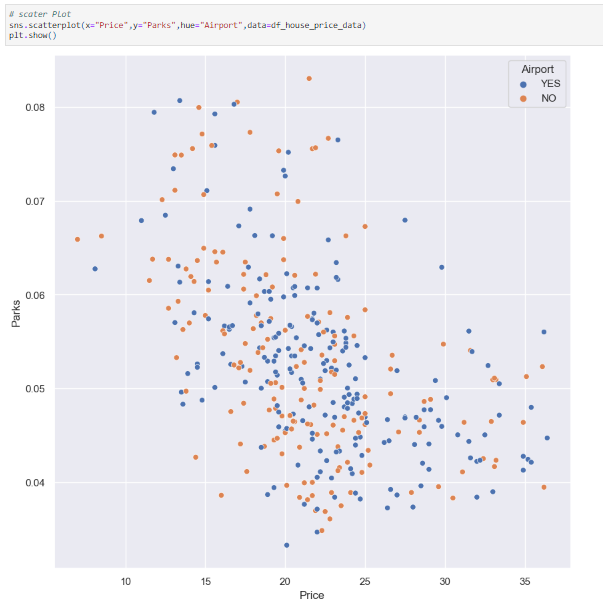 # scater Plot
sns.scatterplot(x="Price",y="Parks",hue="Airport",data=df_house_price_data)
plt.show()
Airport
YES
NO
0.08
0.07
0.06
0.05
0.04
Parks
10 15 20 25 30 35
Price